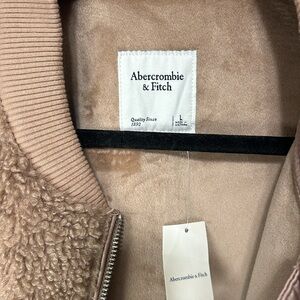 Abercrombie
& Fitch
Quality Since
1892
L
Abercrombie & Fitch